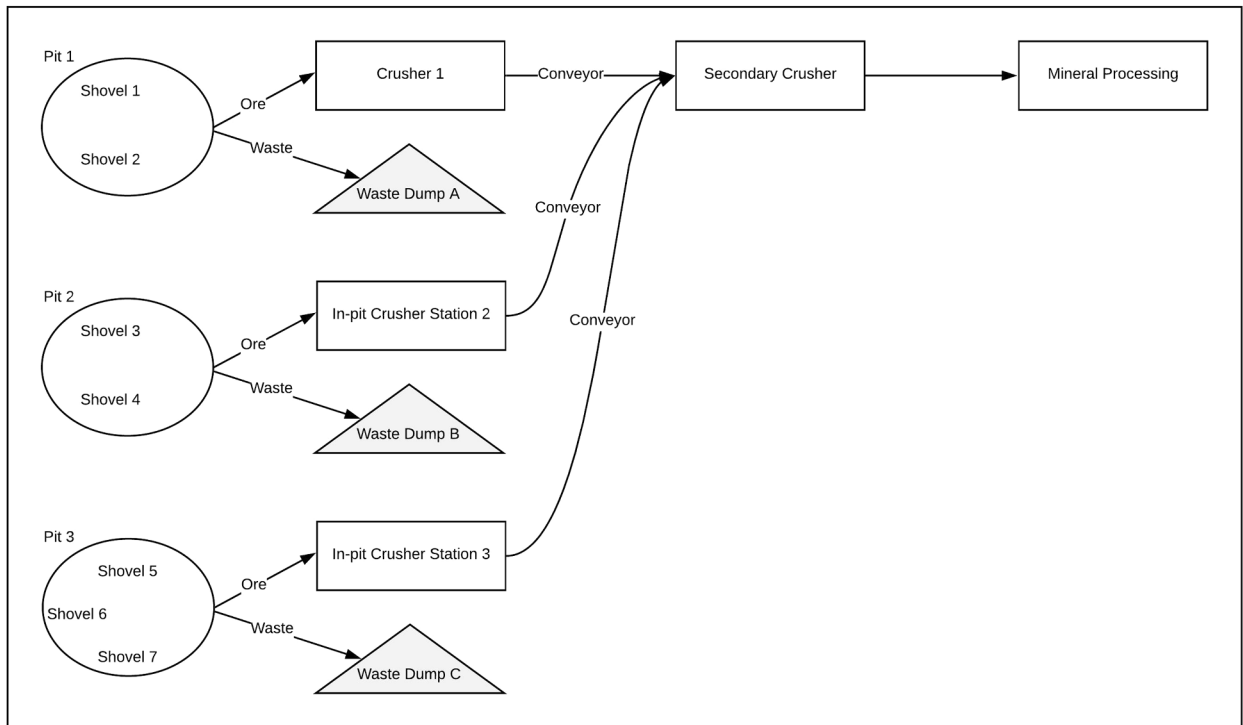 Pit 1
Shovel 1
Shovel 2
Ore
Waste
Crusher 1
Conveyor
Secondary Crusher
Mineral Processing
Waste Dump A
Conveyor
Pit 2
Shovel 3
Shovel 4
Ore
Waste
In-pit Crusher Station 2
Waste Dump B
Conveyor
Pit 3
Shovel 5
Shovel 6
Shovel 7
Ore
Waste
In-pit Crusher Station 3
Waste Dump C